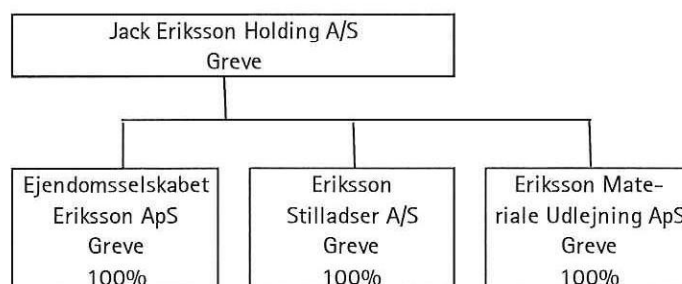 Jack Eriksson Holding A/S
Greve
Ejendomsselskabet
Eriksson ApS
Greve
100%
Eriksson
Stilladser A/S
Greve
100%
Eriksson Mate-
riale Udlejning ApS
Greve
100%